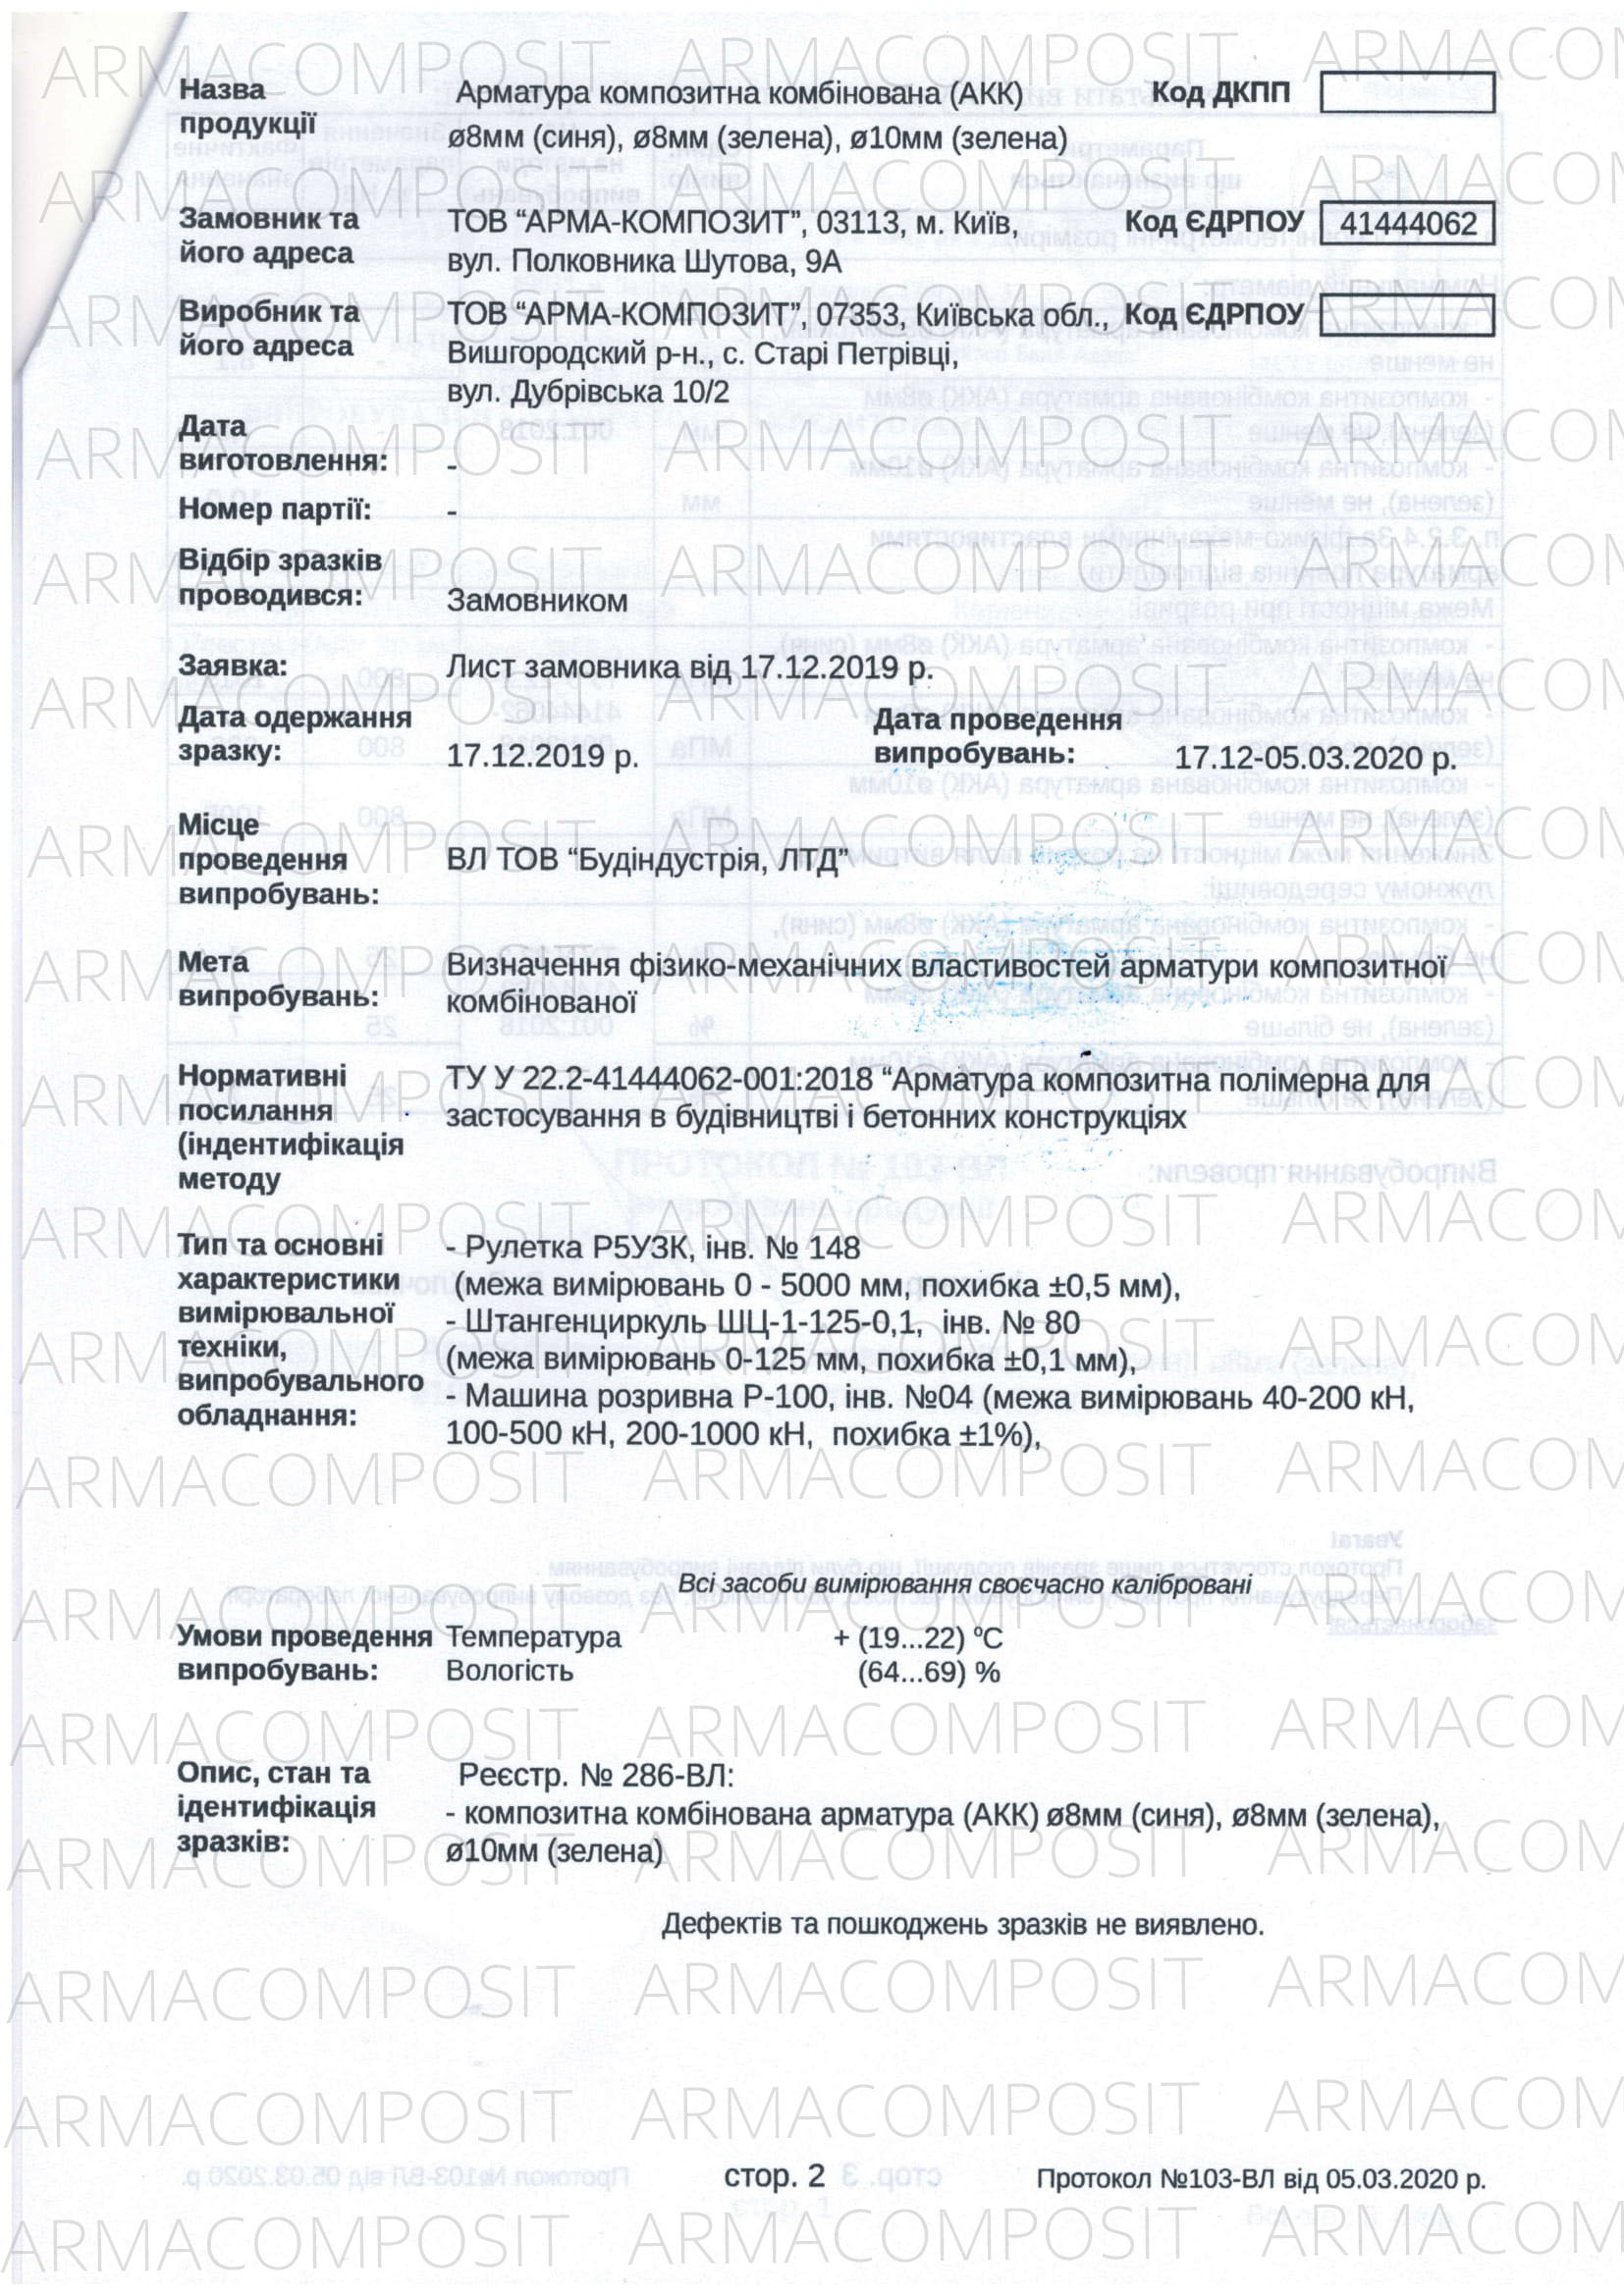 Назва продукції
Арматура композитна комбінована (АКК)
Код ДКПП
ø8мм (синя), ø8мм (зелена), ø10мм (зелена)
Замовник та його адреса
ТОВ “АРМА-КОМПОЗИТ”, 03113, м. Київ,
Код ЄДРПОУ
41444062
вул. Полковника Шутова, 9А
Виробник та його адреса
ТОВ “АРМА-КОМПОЗИТ”, 07353, Київська обл.,
Код ЄДРПОУ
Вишгородский р-н., с. Старі Петрівці,
вул. Дубрівська 10/2
Дата
виготовлення: -
Номер партії: -
Відбір зразків
проводився: Замовником
Заявка: Лист замовника від 17.12.2019 р.
Дата одержання
зразку: 17.12.2019 р.
Дата проведення
випробувань: 17.12-05.03.2020 р.
Місце
проведення
випробувань:
ВЛ ТОВ “Будіндустрія, ЛТД”
Мета
випробувань:
Визначення фізико-механічних властивостей арматури композитної
комбінованої
Нормативні
посилання
(індентифікація
методу
ТУ У 22.2-41444062-001:2018 “Арматура композитна полімерна для
застосування в будівництві і бетонних конструкціях
Тип та основні
характеристики
вимірювальної
техніки,
випробувального
обладнання:
- Рулетка Р5УЗК, інв. № 148
(межа вимірювань 0 - 5000 мм, похибка ±0,5 мм),
- Штангенциркуль ШЦ-1-125-0,1, інв. № 80
(межа вимірювань 0-125 мм, похибка ±0,1 мм),
- Машина розривна Р-100, інв. №04 (межа вимірювань 40-200 кН,
100-500 кН, 200-1000 кН, похибка ±1%),
Всі засоби вимірювання своєчасно калібровані
Умови проведення
випробувань:
Температура + (19...22) ºС
Вологість (64...69) %
Опис, стан та
ідентифікація
зразків:
Реєстр. № 286-ВЛ:
- композитна комбінована арматура (АКК) ø8мм (синя), ø8мм (зелена),
ø10мм (зелена)
Дефектів та пошкоджень зразків не виявлено.
стор. 2
Протокол №103-ВЛ від 05.03.2020 р.
ARMACOMPOSIT